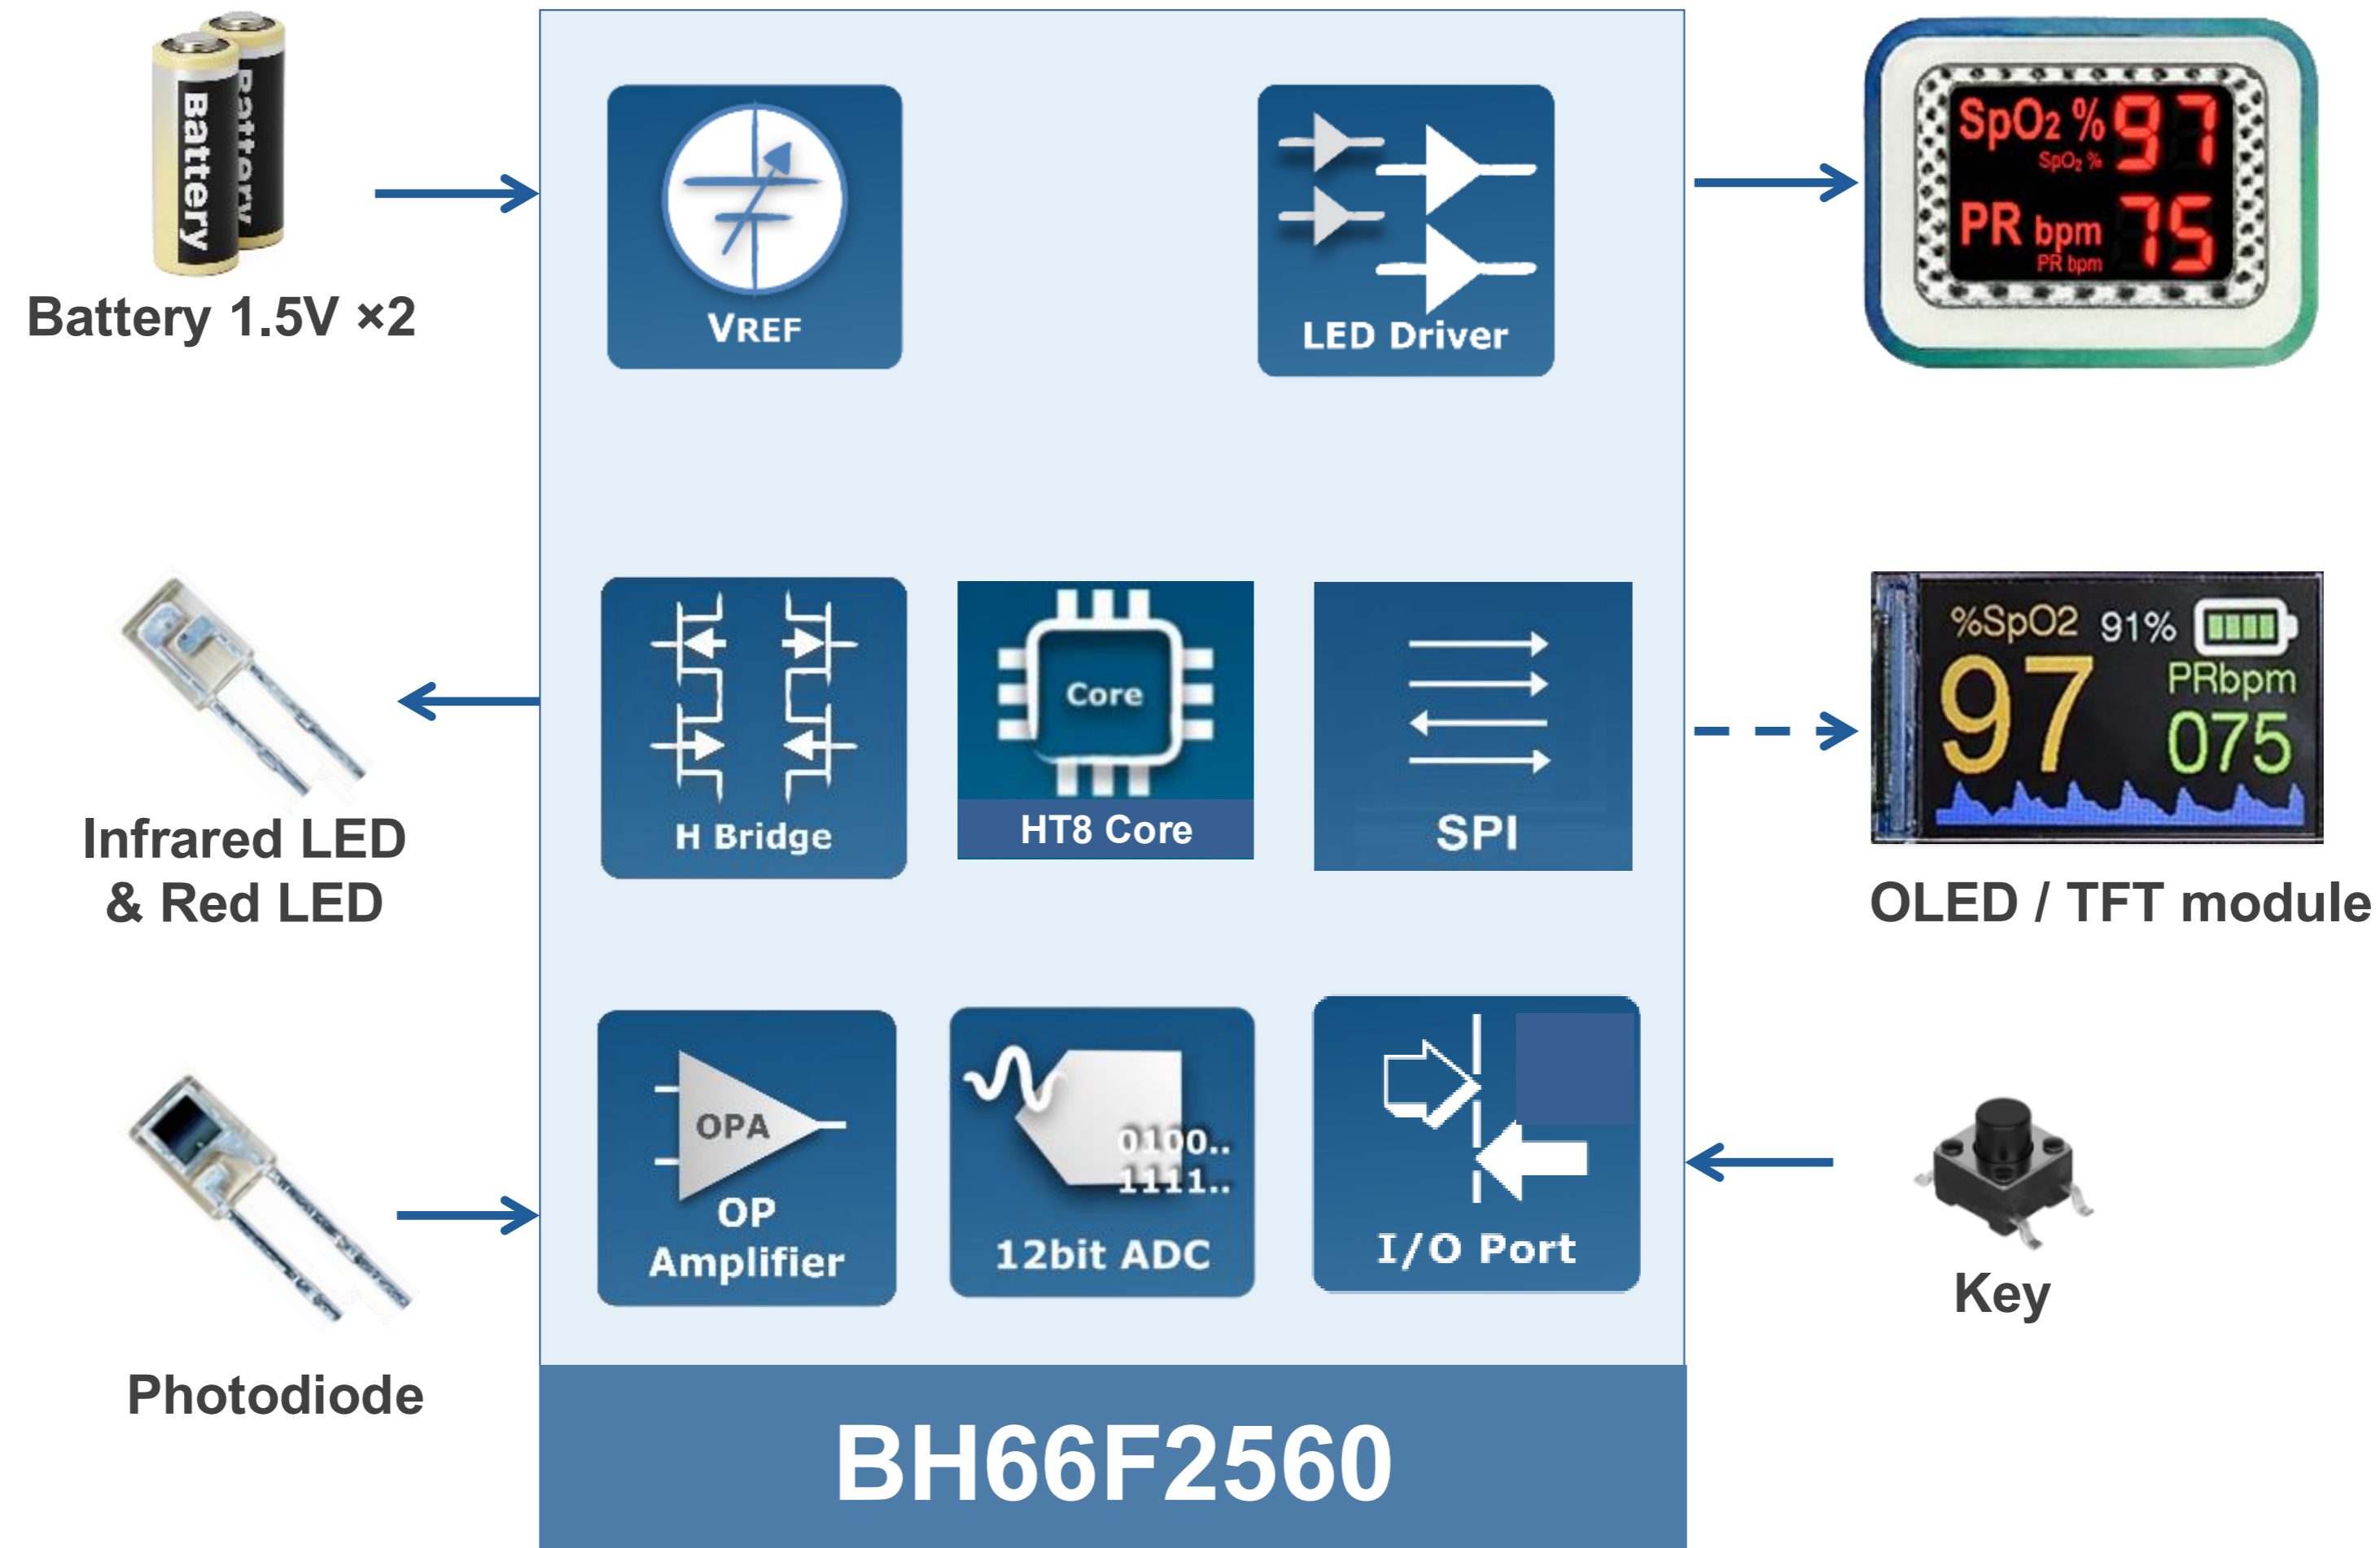 Battery
Battery
Battery 1.5V ×2
VREF
LED Driver
SpO2 % 97
SpO2 %
PR bpm 75
PR bpm
Infrared LED
& Red LED
H Bridge
Core
HT8 Core
SPI
%SpO2 91%
97
PRbpm
075
OLED / TFT module
Photodiode
OPA
OP
Amplifier
0100..
1111..
12bit ADC
I/O Port
Key
BH66F2560